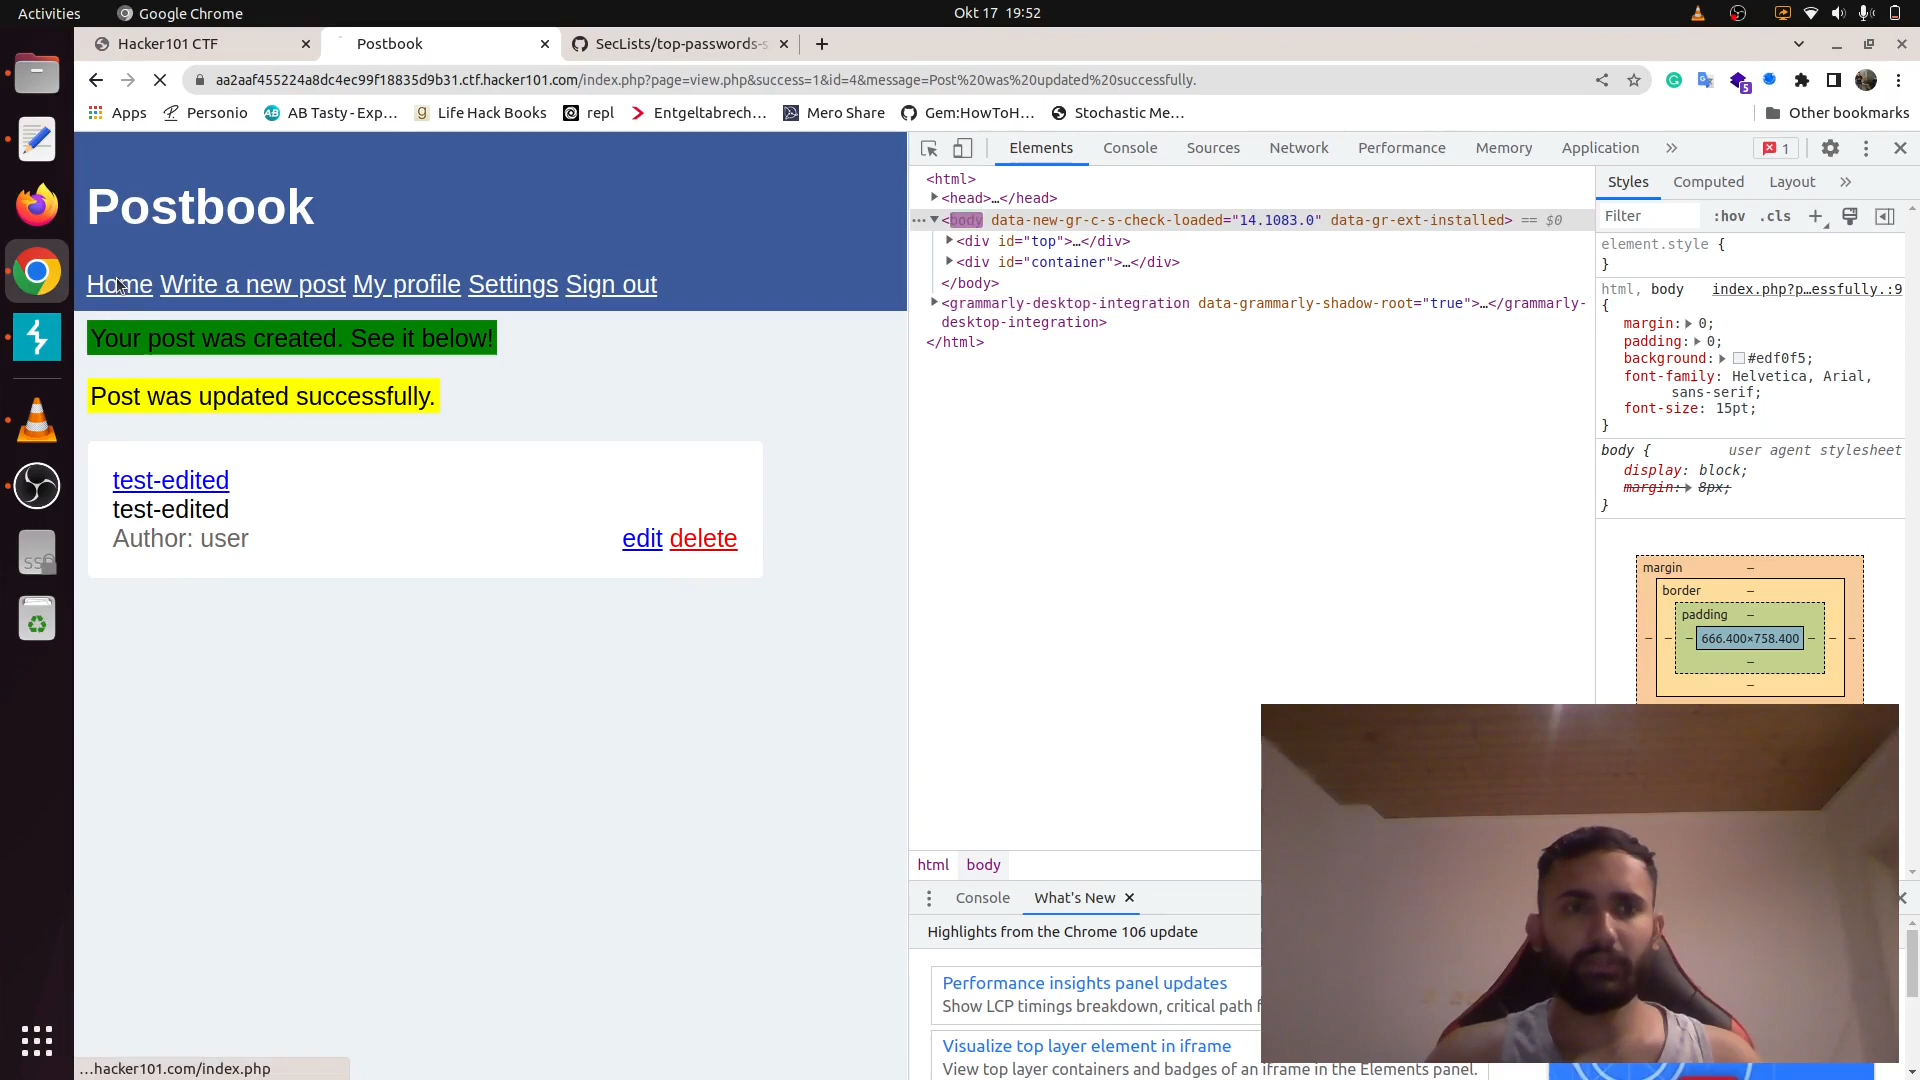 Activities Google Chrome Okt 17 19:52
Hacker101 CTF Postbook SecLists/top-passwords-s
aa2aaf455224a8dc4ec99f18835d9b31.ctf.hacker101.com/index.php?page=view.php&success=1&id=4&message=Post%20was%20updated%20successfully.
5
Apps Personio AB Tasty - Exp... Life Hack Books repl Entgeltabrech... Mero Share Gem:HowToH... Stochastic Me... Other bookmarks
Postbook
Home Write a new post My profile Settings Sign out
Your post was created. See it below!
Post was updated successfully.
test-edited
test-edited
Author: user edit delete
...hacker101.com/index.php
Elements Console Sources Network Performance Memory Application » 1
<html>
<head>…</head>
<body data-new-gr-c-s-check-loaded="14.1083.0" data-gr-ext-installed> == $0
<div id="top">…</div>
<div id="container">…</div>
</body>
<grammarly-desktop-integration data-grammarly-shadow-root="true">…</grammarly-
desktop-integration>
</html>
Styles Computed Layout »
Filter :hov .cls +
element.style {
}
html, body index.php?p…essfully.:9
{
margin: 0;
padding: 0;
background: #edf0f5;
font-family: Helvetica, Arial,
sans-serif;
font-size: 15pt;
}
body { user agent stylesheet
display: block;
margin: 8px;
}
margin –
border –
padding –
– – – 666.400×758.400 – – –
–
–
html body
Console What's New
Highlights from the Chrome 106 update
Performance insights panel updates
Show LCP timings breakdown, critical path f
Visualize top layer element in iframe
View top layer containers and badges of an iframe in the Elements panel.